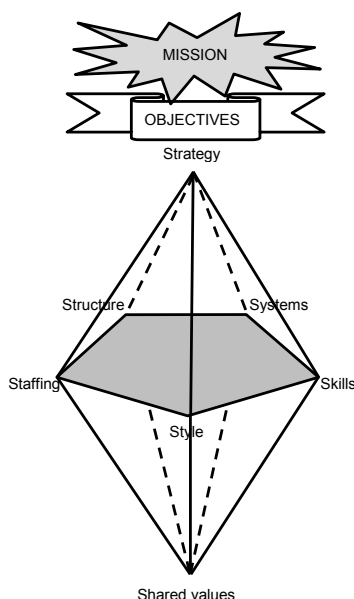 MISSION
OBJECTIVES
Strategy
Structure
Systems
Staffing
Skills
Style
Shared values